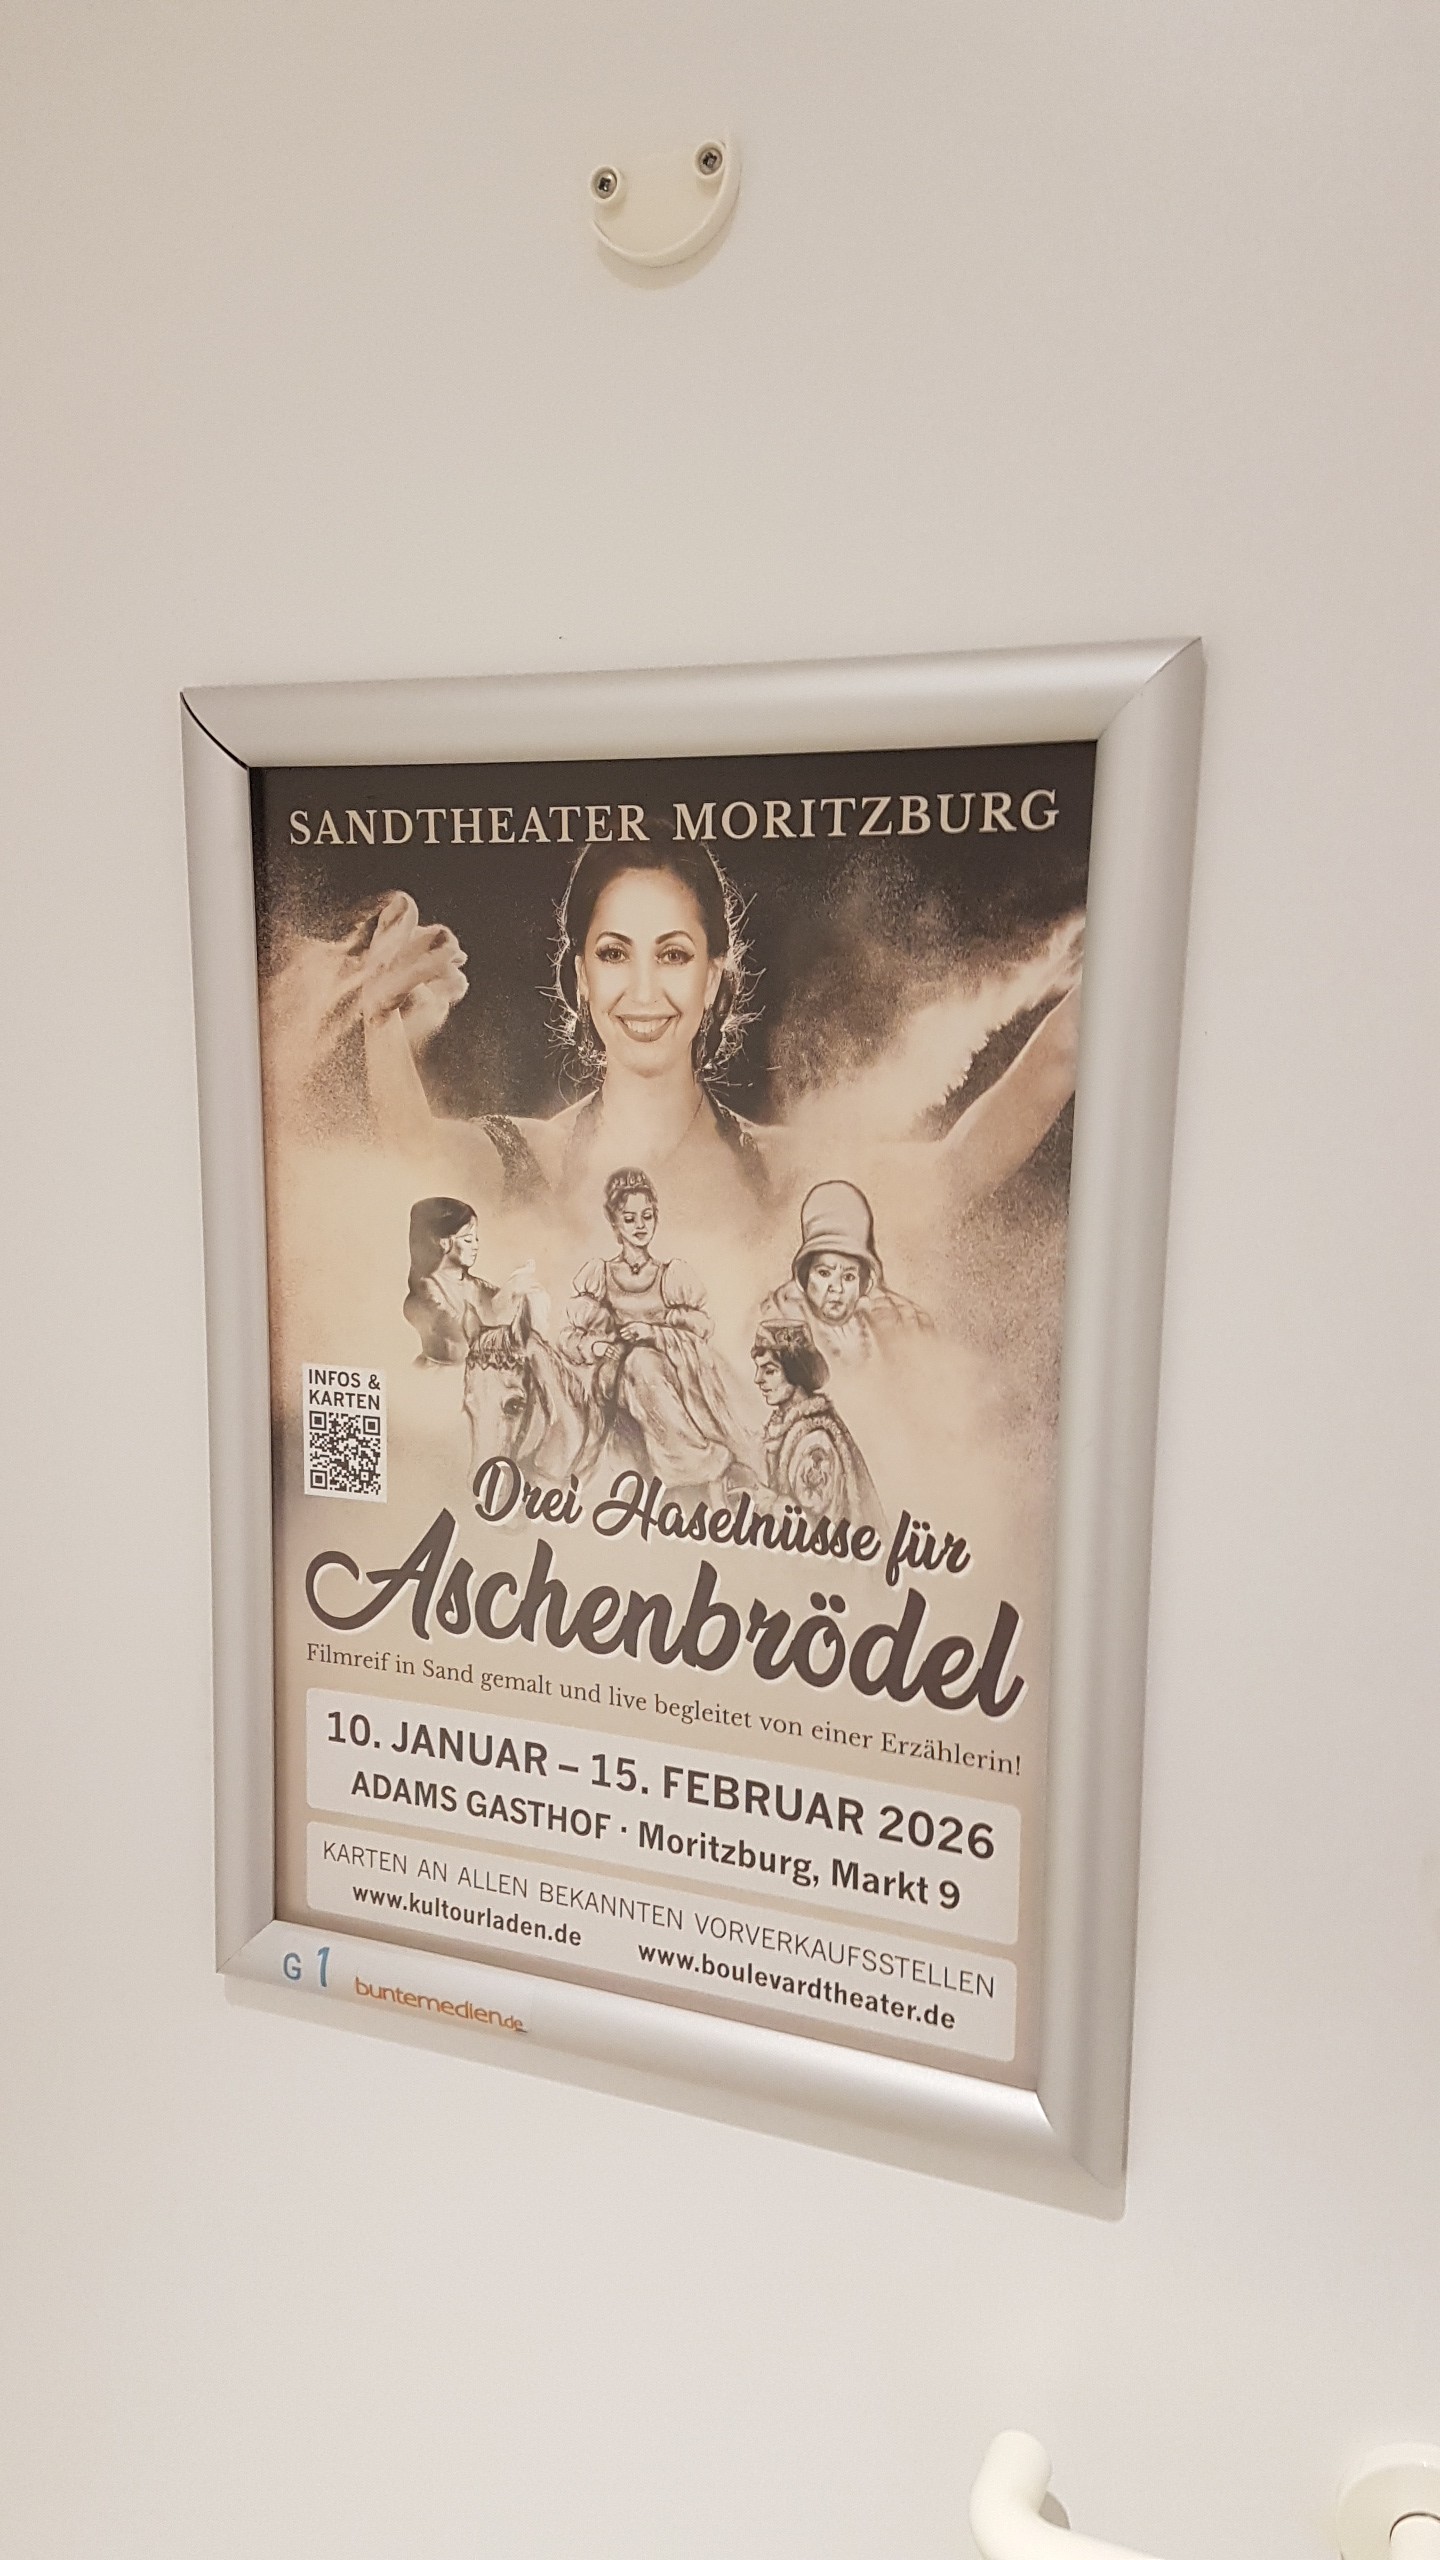 SANDTHEATER MORITZBURG
INFOS &
KARTEN
Drei Haselnüsse für
Aschenbrödel
Filmreif in Sand gemalt und live begleitet von einer Erzählerin!
10. JANUAR – 15. FEBRUAR 2026
ADAMS GASTHOF · Moritzburg, Markt 9
KARTEN AN ALLEN BEKANNTEN VORVERKAUFSSTELLEN
www.kultourladen.de www.boulevardtheater.de
G 1 buntemedien.de